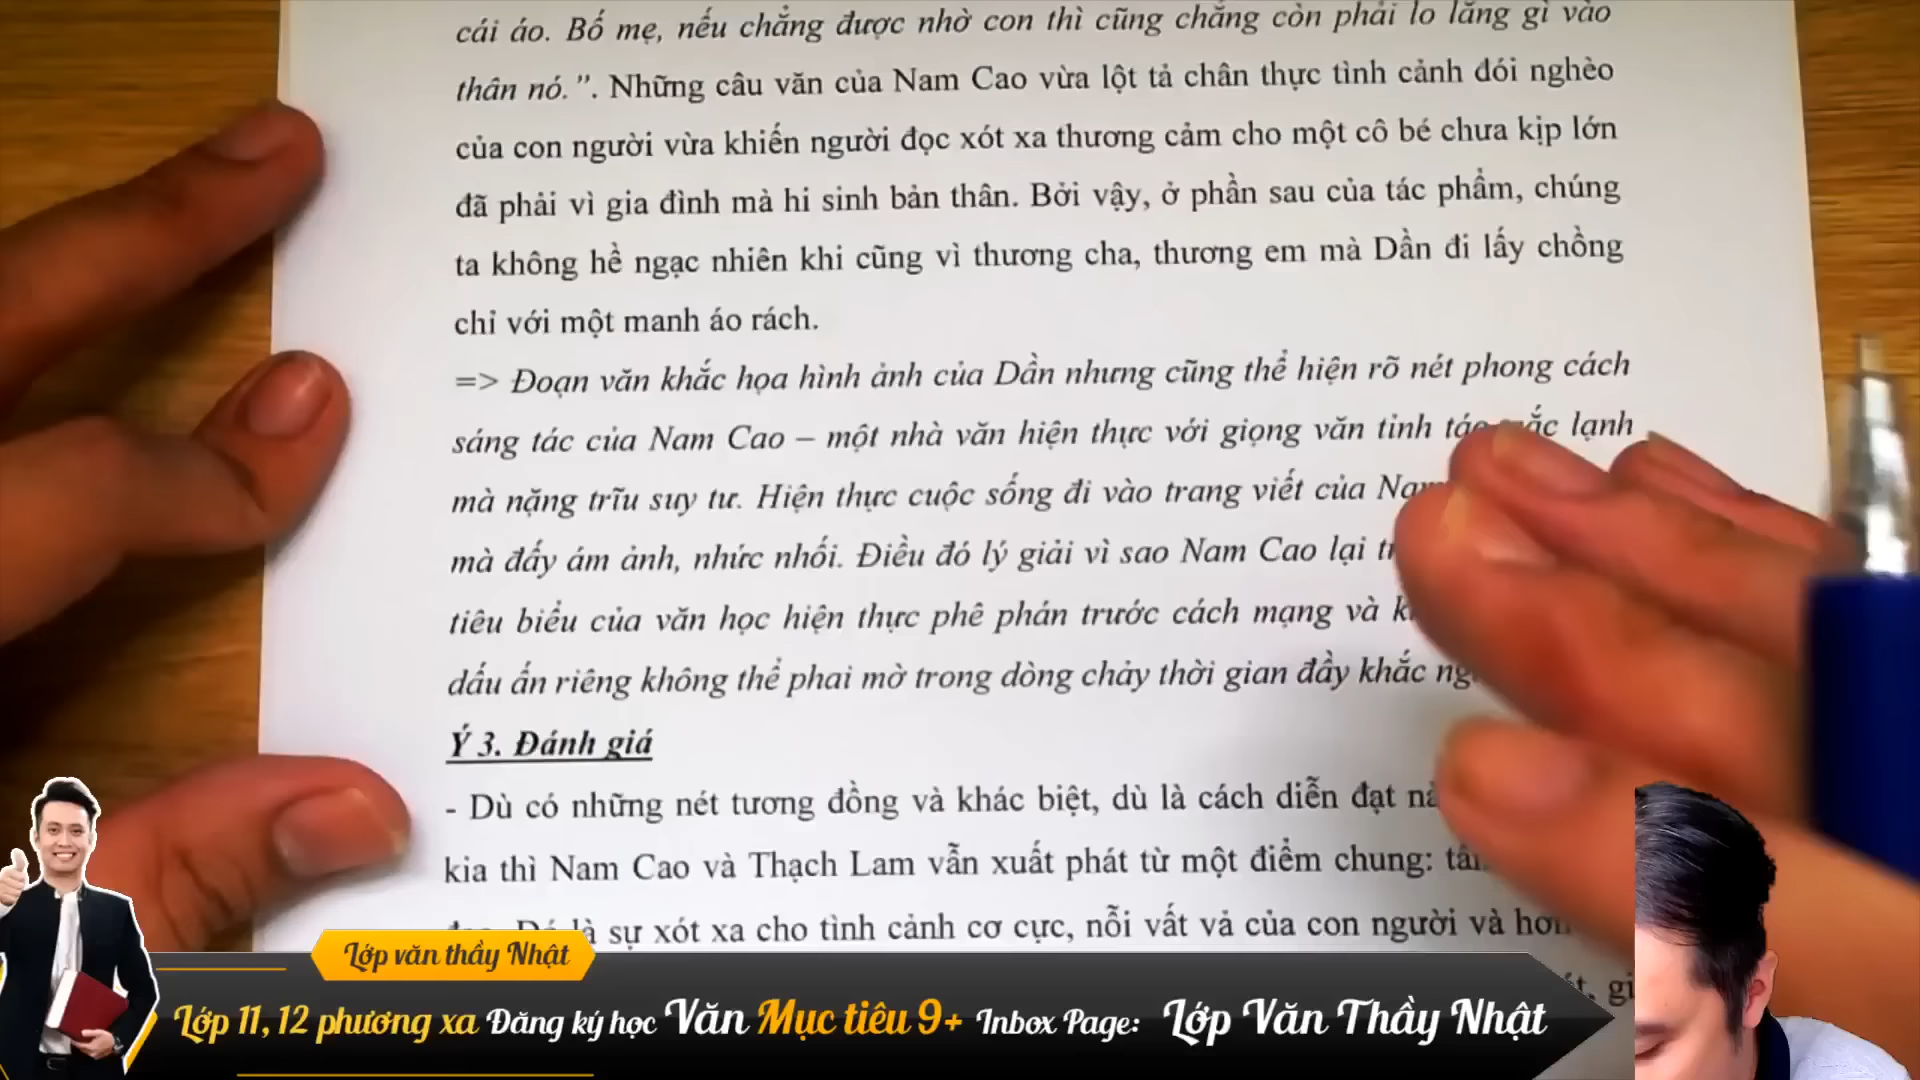 cái áo. Bố mẹ, nếu chẳng được nhờ con thì cũng chẳng còn phải lo lắng gì vào
thân nó.”. Những câu văn của Nam Cao vừa lột tả chân thực tình cảnh đói nghèo
của con người vừa khiến người đọc xót xa thương cảm cho một cô bé chưa kịp lớn
đã phải vì gia đình mà hi sinh bản thân. Bởi vậy, ở phần sau của tác phẩm, chúng
ta không hề ngạc nhiên khi cũng vì thương cha, thương em mà Dần đi lấy chồng
chỉ với một manh áo rách.
=> Đoạn văn khắc họa hình ảnh của Dần nhưng cũng thể hiện rõ nét phong cách
sáng tác của Nam Cao – một nhà văn hiện thực với giọng văn tỉnh lạnh
mà nặng trĩu suy tư. Hiện thực cuộc sống đi vào trang viết của
mà đấy ám ảnh, nhức nhối. Điều đó lý giải vì sao Nam Cao lại
tiêu biểu của văn học hiện thực phê phán trước cách mạng và
dấu ấn riêng không thể phai mờ trong dòng chảy thời gian đầy khắc
Ý 3. Đánh giá
- Dù có những nét tương đồng và khác biệt, dù là cách diễn đạt
kia thì Nam Cao và Thạch Lam vẫn xuất phát từ một điểm chung:
là sự xót xa cho tình cảnh cơ cực, nỗi vất vả của con người và
Lớp văn thầy Nhật
Lớp 11, 12 phương xa Đăng ký học Văn Mục tiêu 9+ Inbox Page: Lớp Văn Thầy Nhật